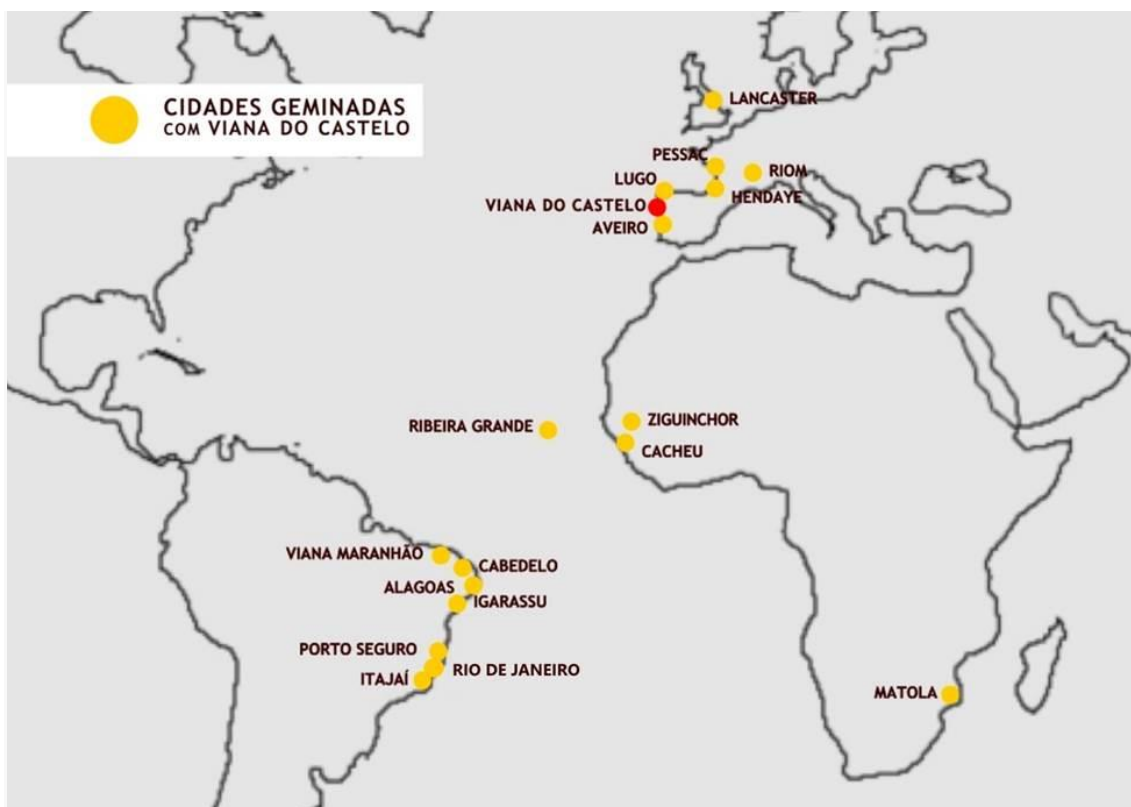 CIDADES GEMINADAS
COM VIANA DO CASTELO
LANCASTER
PESSAC
RIOM
LUGO
HENDAYE
VIANA DO CASTELO
AVEIRO
ZIGUINCHOR
RIBEIRA GRANDE
CACHEU
VIANA MARANHÃO
CABEDELO
ALAGOAS
IGARASSU
PORTO SEGURO
RIO DE JANEIRO
ITAJAÍ
MATOLA